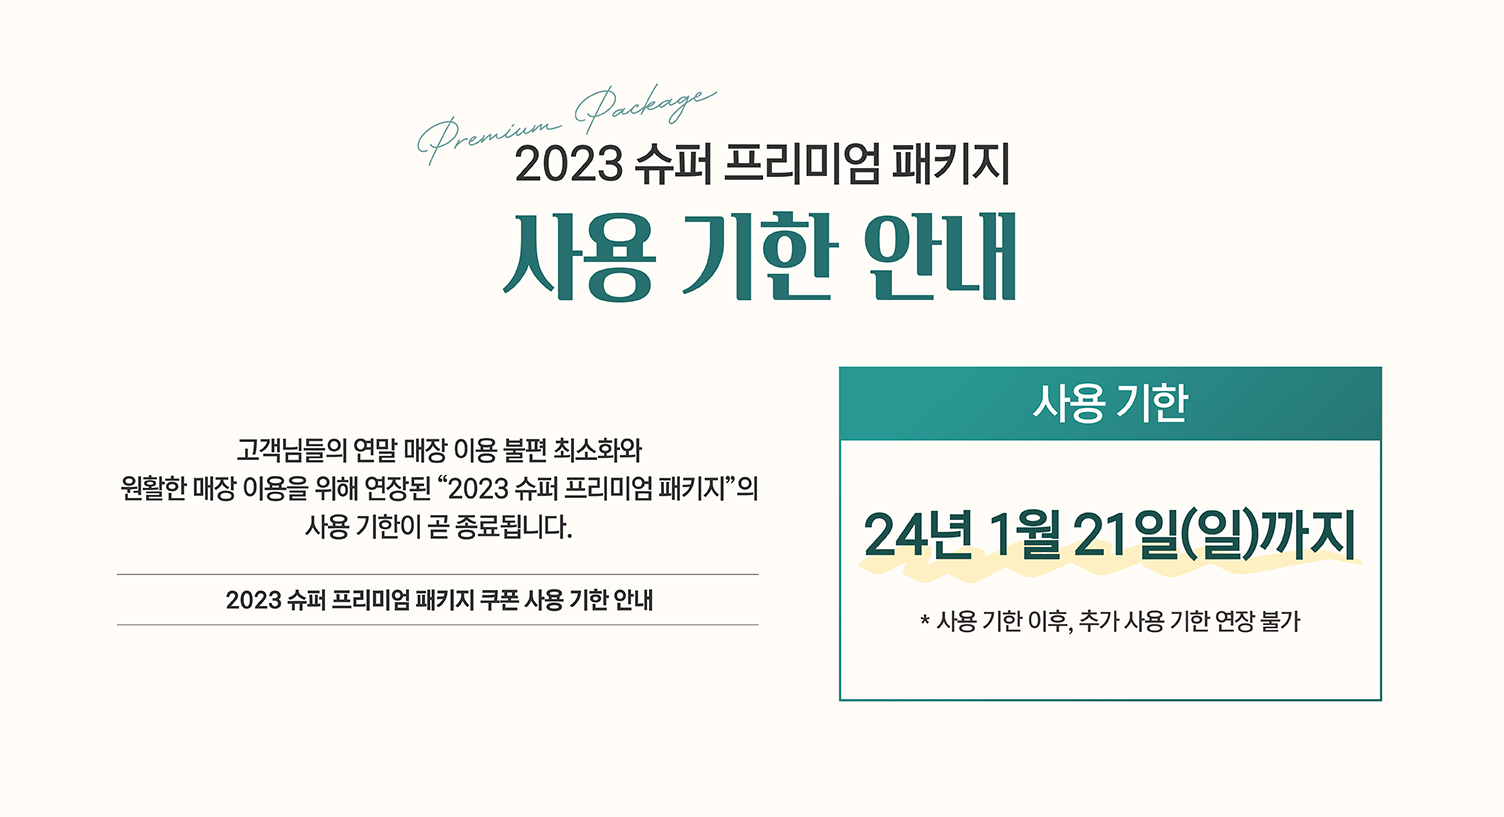 Premium Package
2023 슈퍼 프리미엄 패키지
사용 기한 안내
고객님들의 연말 매장 이용 불편 최소화와
원활한 매장 이용을 위해 연장된 “2023 슈퍼 프리미엄 패키지”의
사용 기한이 곧 종료됩니다.
2023 슈퍼 프리미엄 패키지 쿠폰 사용 기한 안내
사용 기한
24년 1월 21일(일)까지
* 사용 기한 이후, 추가 사용 기한 연장 불가